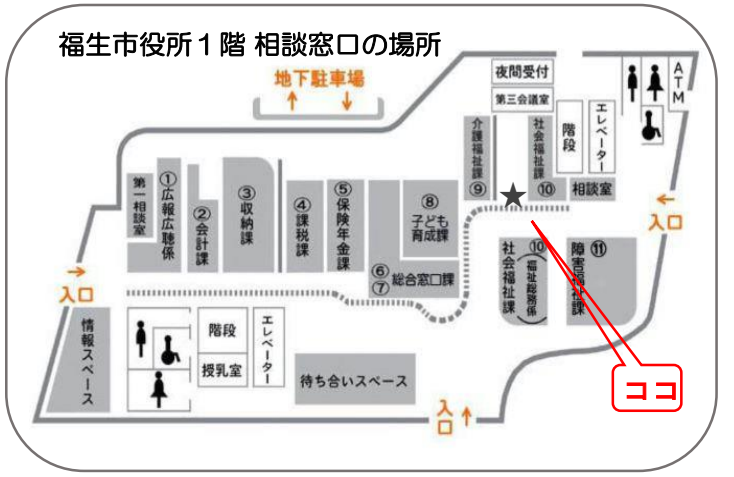 福生市役所１階 相談窓口の場所
地下駐車場
↑ ↓
夜間受付
第三会議室
ATM
介護福祉課
⑨
社会福祉課
⑩
階段
エレベーター
相談室
★
←
入口
第一相談室
①広報広聴係
②会計課
③収納課
④課税課
⑤保険年金課
⑥
⑦
総合窓口課
⑧
子ども
育成課
社会福祉課
⑩
（福祉総務係）
障害福祉課
⑪
→
入口
情報スペース
階段
授乳室
エレベーター
待ち合いスペース
入口
↑
ココ